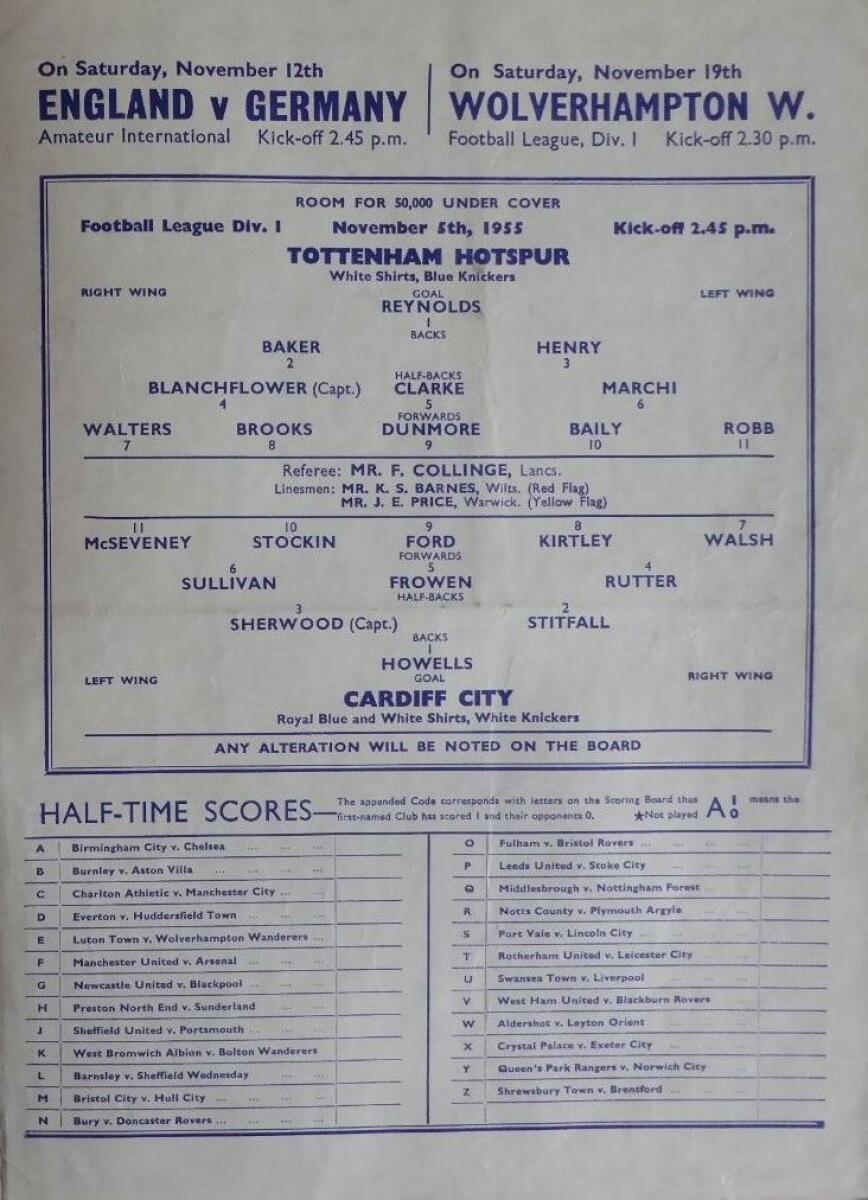 On Saturday, November 12th
ENGLAND v GERMANY
Amateur International Kick-off 2.45 p.m.
On Saturday, November 19th
WOLVERHAMPTON W.
Football League, Div. I Kick-off 2.30 p.m.
ROOM FOR 50,000 UNDER COVER
Football League Div. I November 5th, 1955 Kick-off 2.45 p.m.
TOTTENHAM HOTSPUR
White Shirts, Blue Knickers
RIGHT WING GOAL LEFT WING
REYNOLDS
1
BACKS
BAKER HENRY
2 3
HALF-BACKS
BLANCHFLOWER (Capt.) CLARKE MARCHI
4 5 6
FORWARDS
WALTERS BROOKS DUNMORE BAILY ROBB
7 8 9 10 11
Referee: MR. F. COLLINGE, Lancs.
Linesmen: MR. K. S. BARNES, Wilts. (Red Flag)
MR. J. E. PRICE, Warwick. (Yellow Flag)
11 10 9 8 7
McSEVENEY STOCKIN FORD KIRTLEY WALSH
FORWARDS
6 5 4
SULLIVAN FROWEN RUTTER
HALF-BACKS
3 2
SHERWOOD (Capt.) STITFALL
BACKS
1
HOWELLS
LEFT WING GOAL RIGHT WING
CARDIFF CITY
Royal Blue and White Shirts, White Knickers
ANY ALTERATION WILL BE NOTED ON THE BOARD
HALF-TIME SCORES—The appended Code corresponds with letters on the Scoring Board thus A 1 0 means the
first-named Club has scored 1 and their opponents 0. ★Not played
A Birmingham City v. Chelsea ... ... ...
B Burnley v. Aston Villa ... ... ...
C Charlton Athletic v. Manchester City ... ...
D Everton v. Huddersfield Town ... ... ...
E Luton Town v. Wolverhampton Wanderers ...
F Manchester United v. Arsenal ... ... ...
G Newcastle United v. Blackpool ... ... ...
H Preston North End v. Sunderland ... ...
J Sheffield United v. Portsmouth ... ... ...
K West Bromwich Albion v. Bolton Wanderers
L Barnsley v. Sheffield Wednesday ... ...
M Bristol City v. Hull City ... ... ...
N Bury v. Doncaster Rovers ... ... ...
O Fulham v. Bristol Rovers ... ... ...
P Leeds United v. Stoke City ... ... ...
Q Middlesbrough v. Nottingham Forest ... ...
R Notts County v. Plymouth Argyle ... ...
S Port Vale v. Lincoln City ... ... ...
T Rotherham United v. Leicester City ... ...
U Swansea Town v. Liverpool ... ... ...
V West Ham United v. Blackburn Rovers ...
W Aldershot v. Leyton Orient ... ...
X Crystal Palace v. Exeter City ... ...
Y Queen's Park Rangers v. Norwich City ...
Z Shrewsbury Town v. Brentford ... ...